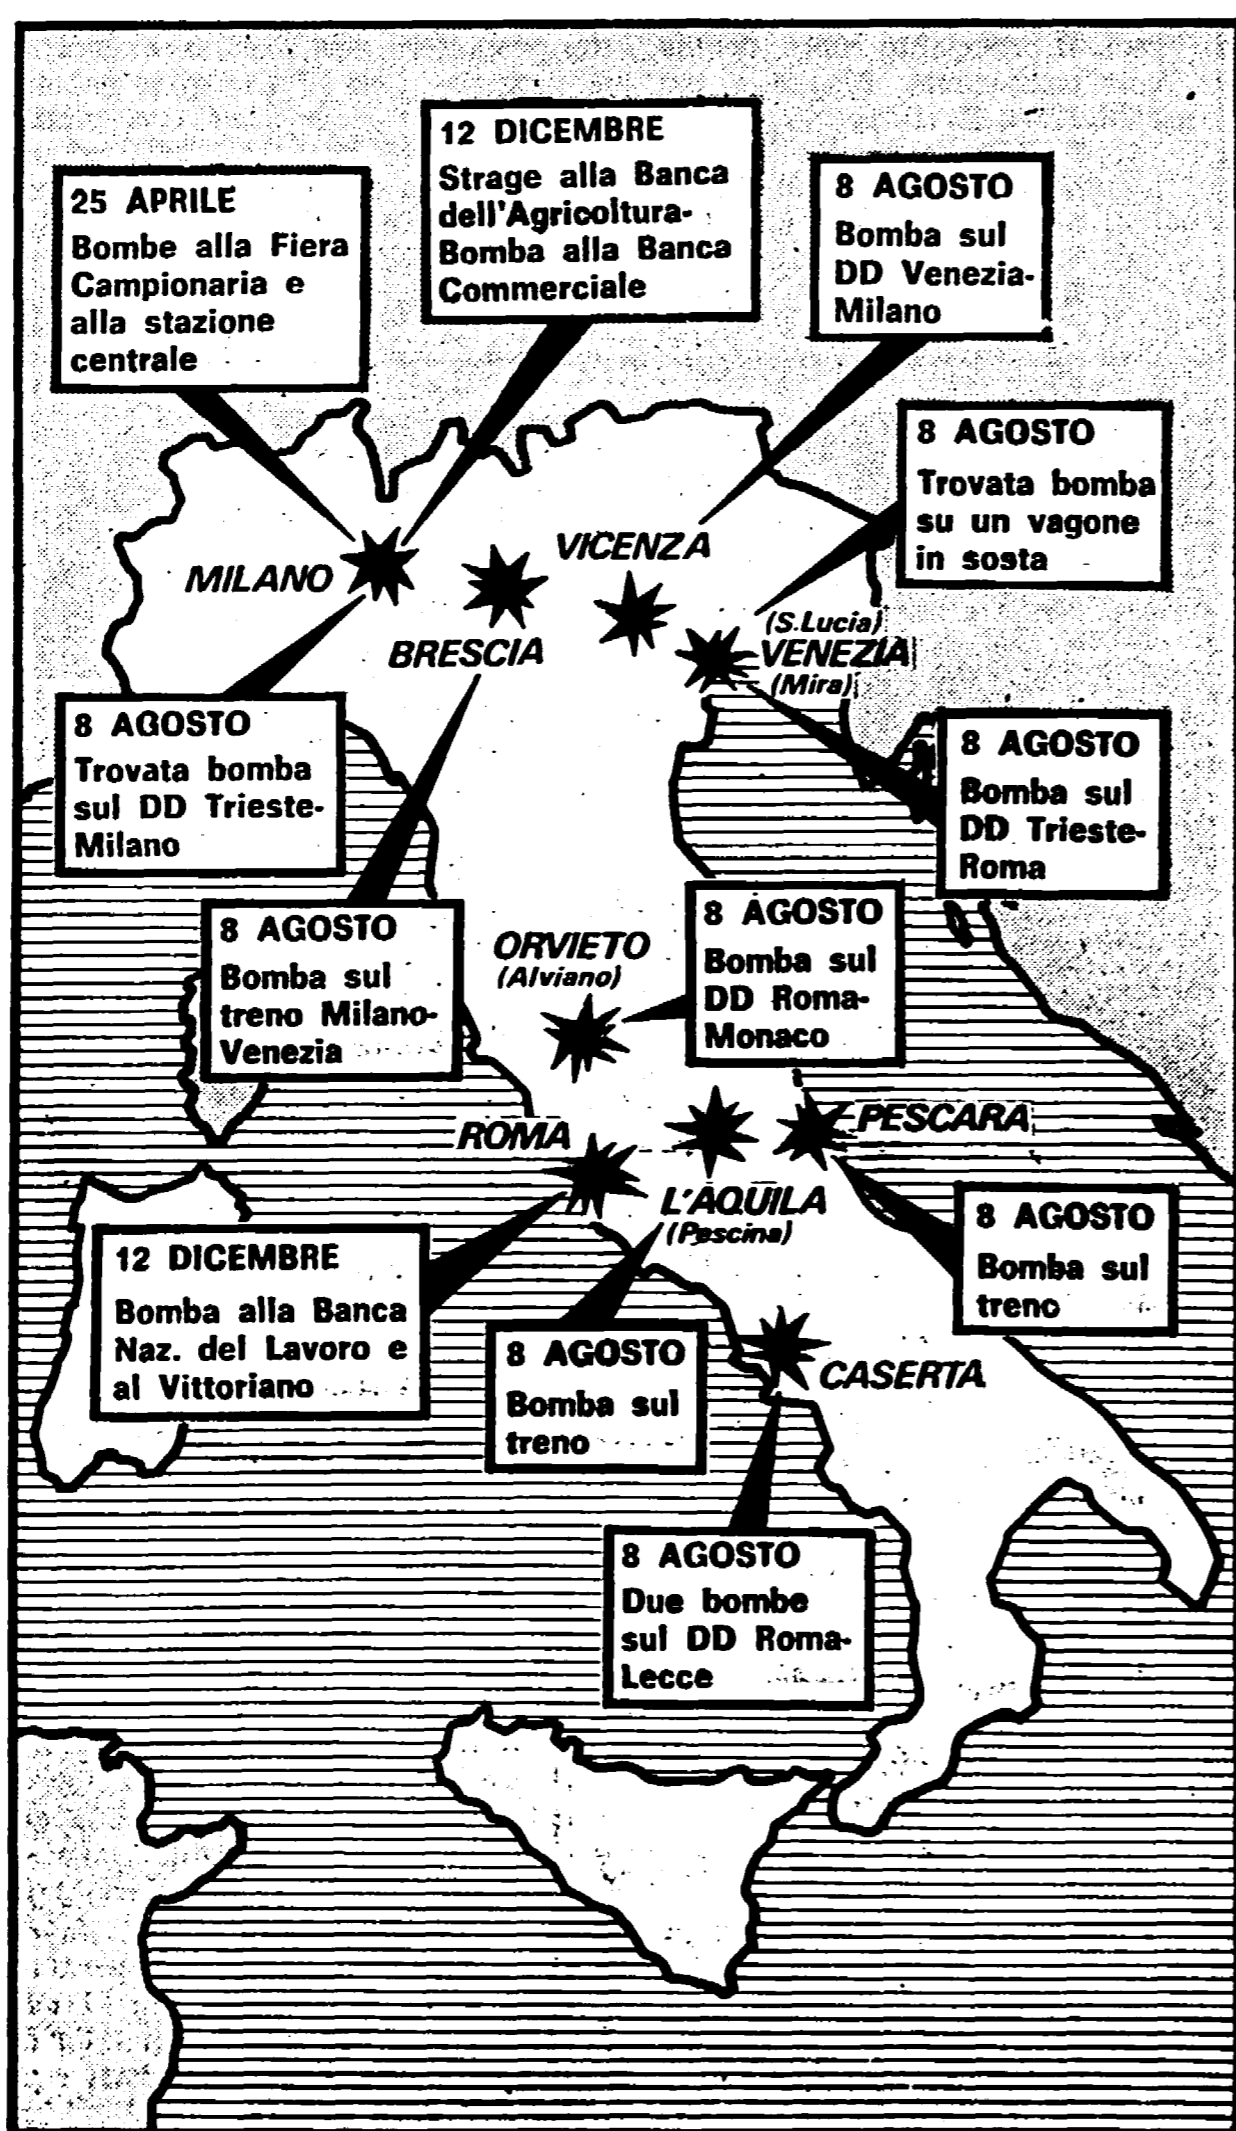 12 DICEMBRE
Strage alla Banca
dell'Agricoltura-
Bomba alla Banca
Commerciale
25 APRILE
Bombe alla Fiera
Campionaria e
alla stazione
centrale
8 AGOSTO
Bomba sul
DD Venezia-
Milano
8 AGOSTO
Trovata bomba
su un vagone
in sosta
MILANO
BRESCIA
VICENZA
(S.Lucia)
VENEZIA
(Mira)
8 AGOSTO
Trovata bomba
sul DD Trieste-
Milano
8 AGOSTO
Bomba sul
DD Trieste-
Roma
8 AGOSTO
Bomba sul
treno Milano-
Venezia
ORVIETO
(Alviano)
8 AGOSTO
Bomba sul
DD Roma-
Monaco
ROMA
L'AQUILA
(Pescina)
PESCARA
12 DICEMBRE
Bomba alla Banca
Naz. del Lavoro e
al Vittoriano
8 AGOSTO
Bomba sul
treno
8 AGOSTO
Bomba sul
treno
CASERTA
8 AGOSTO
Due bombe
sul DD Roma-
Lecce